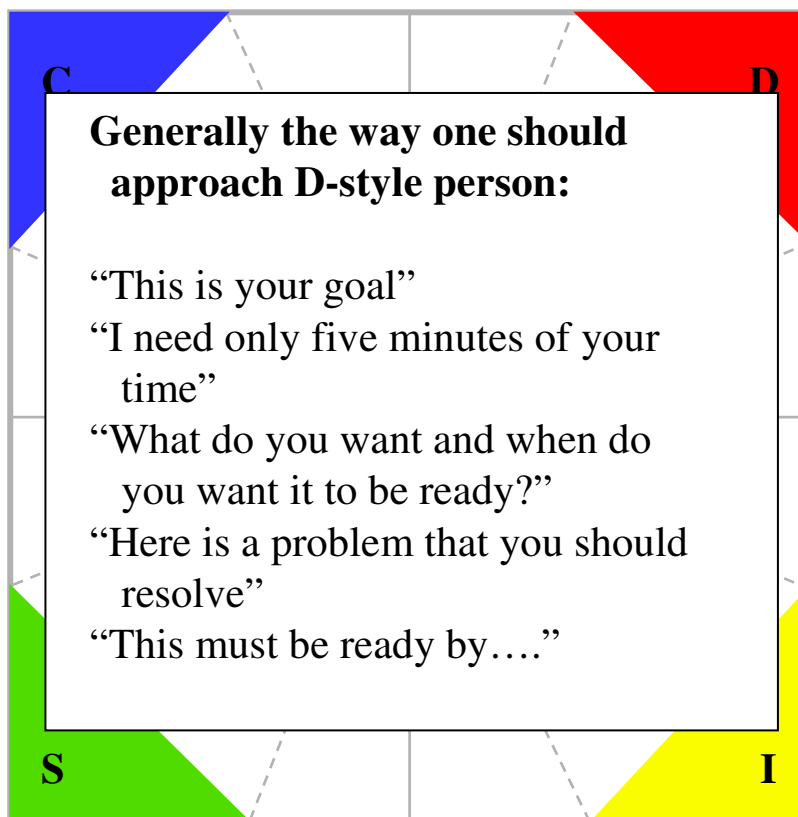 C
D
Generally the way one should
approach D-style person:
“This is your goal”
“I need only five minutes of your
time”
“What do you want and when do
you want it to be ready?”
“Here is a problem that you should
resolve”
“This must be ready by….”
S
I